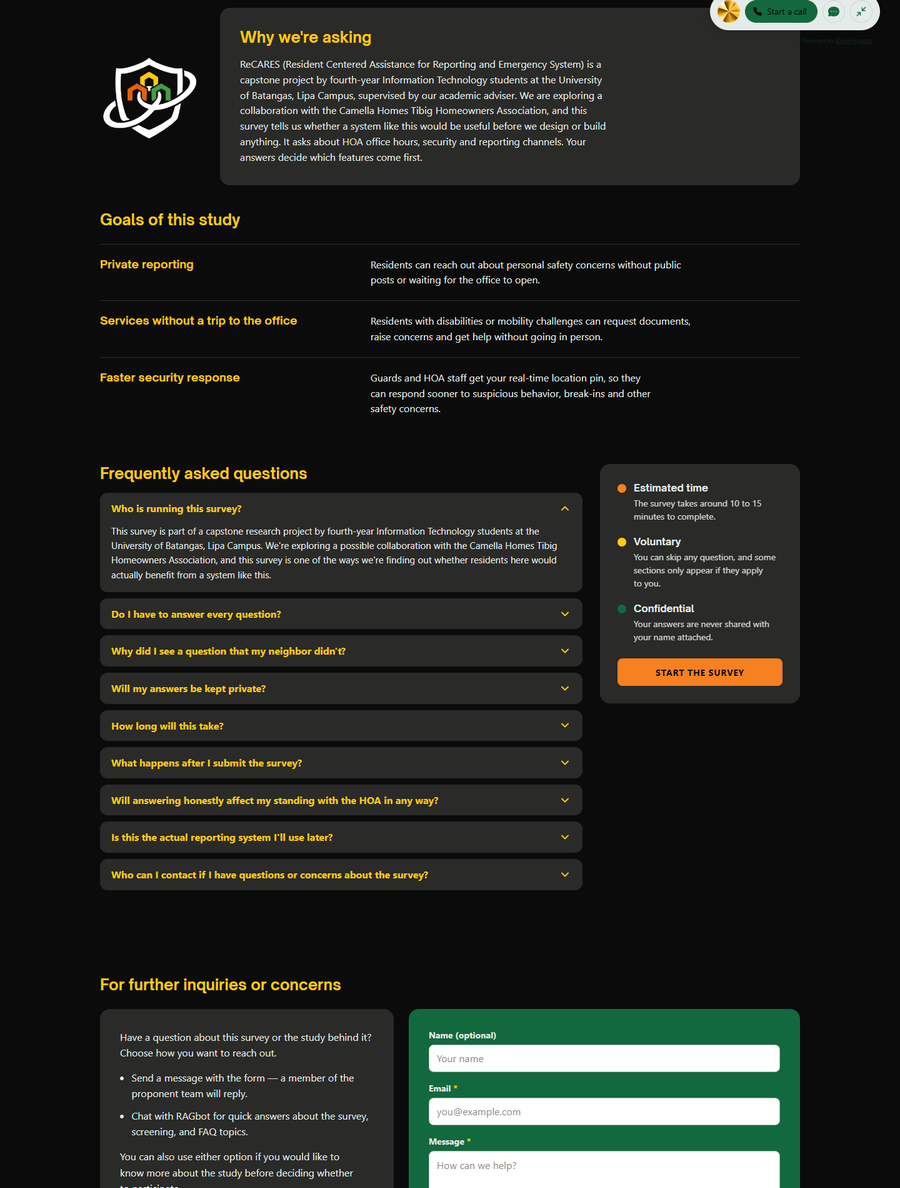 Start a call
Why we're asking
ReCARES (Resident Centered Assistance for Reporting and Emergency System) is a
capstone project by fourth-year Information Technology students at the University
of Batangas, Lipa Campus, supervised by our academic adviser. We are exploring a
collaboration with the Camella Homes Tibig Homeowners Association, and this
survey tells us whether a system like this would be useful before we design or build
anything. It asks about HOA office hours, security and reporting channels. Your
answers decide which features come first.
Goals of this study
Private reporting
Residents can reach out about personal safety concerns without public
posts or waiting for the office to open.
Services without a trip to the office
Residents with disabilities or mobility challenges can request documents,
raise concerns and get help without going in person.
Faster security response
Guards and HOA staff get your real-time location pin, so they
can respond sooner to suspicious behavior, break-ins and other
safety concerns.
Frequently asked questions
Who is running this survey?
This survey is part of a capstone research project by fourth-year Information Technology students at the
University of Batangas, Lipa Campus. We're exploring a possible collaboration with the Camella Homes Tibig
Homeowners Association, and this survey is one of the ways we're finding out whether residents here would
actually benefit from a system like this.
Do I have to answer every question?
Why did I see a question that my neighbor didn't?
Will my answers be kept private?
How long will this take?
What happens after I submit the survey?
Will answering honestly affect my standing with the HOA in any way?
Is this the actual reporting system I'll use later?
Who can I contact if I have questions or concerns about the survey?
Estimated time
The survey takes around 10 to 15
minutes to complete.
Voluntary
You can skip any question, and some
sections only appear if they apply
to you.
Confidential
Your answers are never shared with
your name attached.
START THE SURVEY
For further inquiries or concerns
Have a question about this survey or the study behind it?
Choose how you want to reach out.
• Send a message with the form — a member of the
proponent team will reply.
• Chat with RAGbot for quick answers about the survey,
screening, and FAQ topics.
You can also use either option if you would like to
know more about the study before deciding whether
Name (optional)
Your name
Email *
you@example.com
Message *
How can we help?